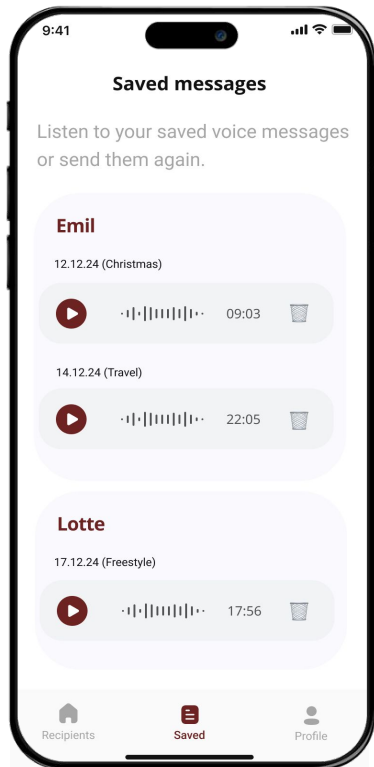 9:41
Saved messages
Listen to your saved voice messages
or send them again.
Emil
12.12.24 (Christmas)
09:03
14.12.24 (Travel)
22:05
Lotte
17.12.24 (Freestyle)
17:56
Recipients Saved Profile